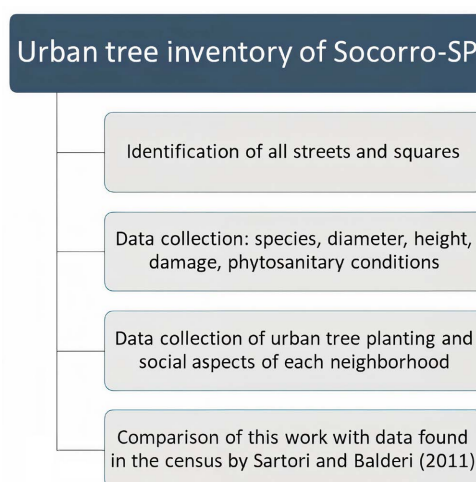 Urban tree inventory of Socorro-SP
Identification of all streets and squares
Data collection: species, diameter, height,
damage, phytosanitary conditions
Data collection of urban tree planting and
social aspects of each neighborhood
Comparison of this work with data found
in the census by Sartori and Balderi (2011)